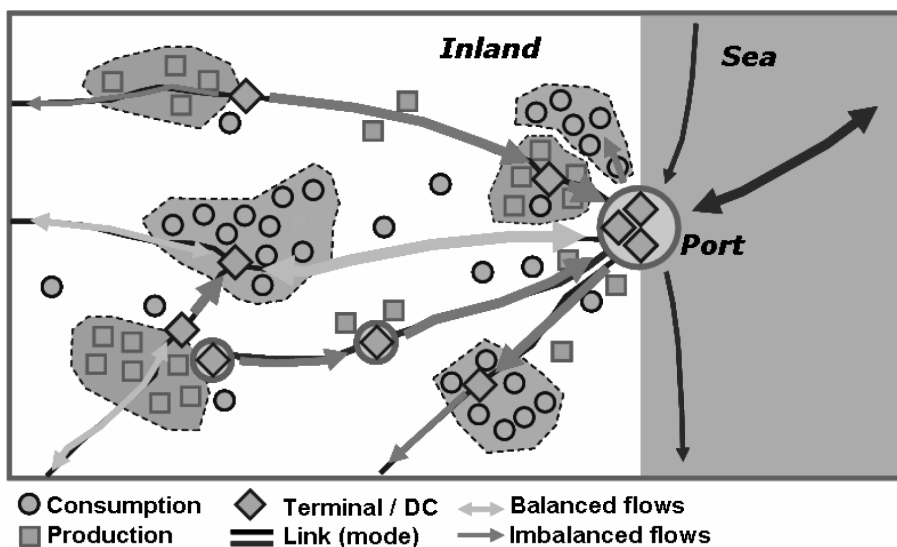 Inland
Sea
Port
Consumption
Terminal / DC
Balanced flows
Production
Link (mode)
Imbalanced flows